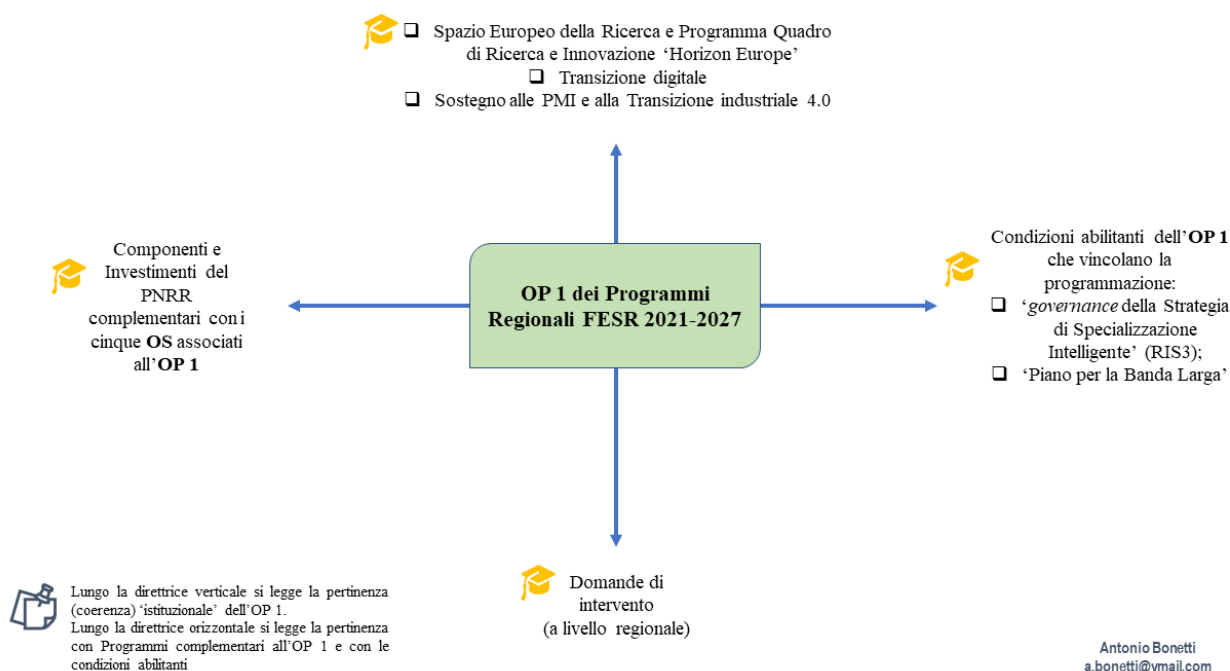 ❑ Spazio Europeo della Ricerca e Programma Quadro
di Ricerca e Innovazione ‘Horizon Europe’
❑ Transizione digitale
❑ Sostegno alle PMI e alla Transizione industriale 4.0
Componenti e
Investimenti del
PNRR
complementari con i
cinque OS associati
all’OP 1
OP 1 dei Programmi
Regionali FESR 2021-2027
Condizioni abilitanti dell’OP 1
che vincolano la
programmazione:
❑ ‘governance della Strategia
di Specializzazione
Intelligente’ (RIS3);
❑ ‘Piano per la Banda Larga’
Domande di
intervento
(a livello regionale)
Lungo la direttrice verticale si legge la pertinenza
(coerenza) ‘istituzionale’ dell’OP 1.
Lungo la direttrice orizzontale si legge la pertinenza
con Programmi complementari all’OP 1 e con le
condizioni abilitanti
Antonio Bonetti
a.bonetti@ymail.com